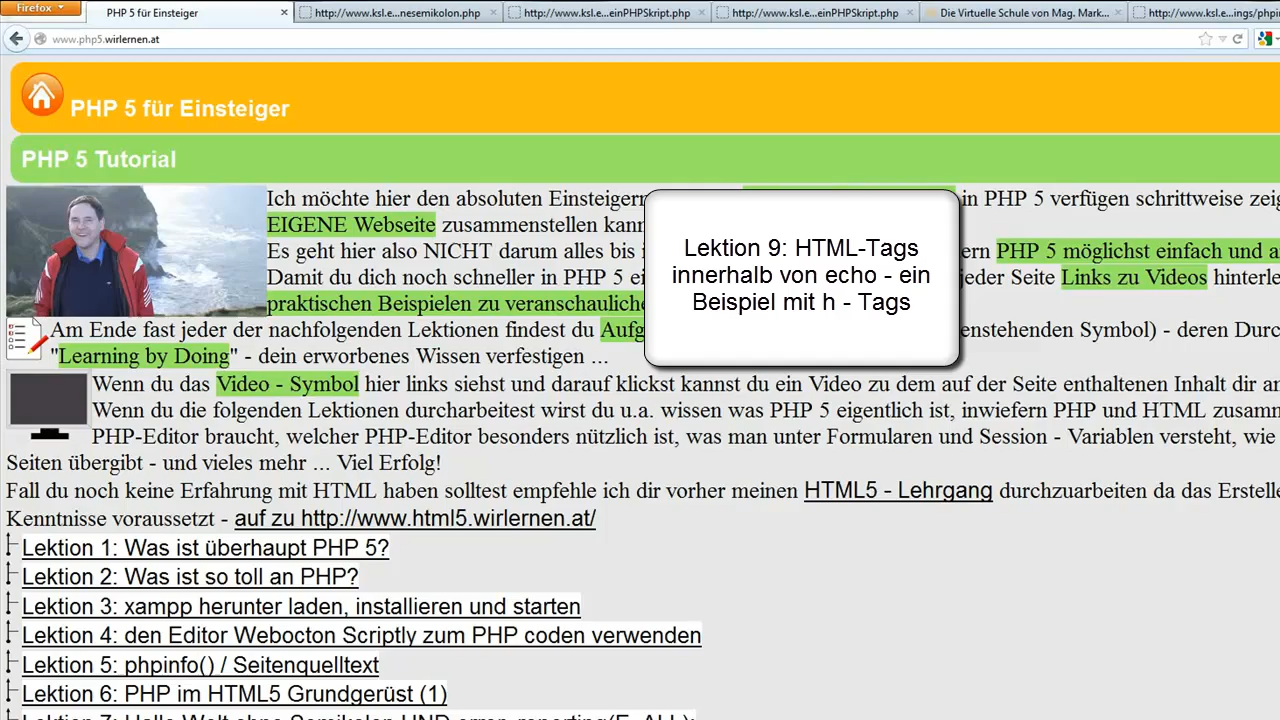 Firefox
PHP 5 für Einsteiger
http://www.ksl.e...nesemikolon.php
http://www.ksl.e...einPHPSkript.php
http://www.ksl.e...einPHPSkript.php
Die Virtuelle Schule von Mag. Mark...
http://www.ksl.e...ings/phpi
www.php5.wirlernen.at
PHP 5 für Einsteiger
PHP 5 Tutorial
Ich möchte hier den absoluten Einsteigern in PHP 5 verfügen schrittweise zeig
EIGENE Webseite zusammenstellen kann
Es geht hier also NICHT darum alles bis i ern PHP 5 möglichst einfach und a
Damit du dich noch schneller in PHP 5 ei jeder Seite Links zu Videos hinterle
praktischen Beispielen zu veranschauliche
Lektion 9: HTML-Tags
innerhalb von echo - ein
Beispiel mit h - Tags
Am Ende fast jeder der nachfolgenden Lektionen findest du Aufg enstehenden Symbol) - deren Durc
"Learning by Doing" - dein erworbenes Wissen verfestigen ...
Wenn du das Video - Symbol hier links siehst und darauf klickst kannst du ein Video zu dem auf der Seite enthaltenen Inhalt dir an
Wenn du die folgenden Lektionen durcharbeitest wirst du u.a. wissen was PHP 5 eigentlich ist, inwiefern PHP und HTML zusamm
PHP-Editor braucht, welcher PHP-Editor besonders nützlich ist, was man unter Formularen und Session - Variablen versteht, wie
Seiten übergibt - und vieles mehr ... Viel Erfolg!
Fall du noch keine Erfahrung mit HTML haben solltest empfehle ich dir vorher meinen HTML5 - Lehrgang durchzuarbeiten da das Erstelle
Kenntnisse voraussetzt - auf zu http://www.html5.wirlernen.at/
Lektion 1: Was ist überhaupt PHP 5?
Lektion 2: Was ist so toll an PHP?
Lektion 3: xampp herunter laden, installieren und starten
Lektion 4: den Editor Webocton Scriptly zum PHP coden verwenden
Lektion 5: phpinfo() / Seitenquelltext
Lektion 6: PHP im HTML5 Grundgerüst (1)
Lektion 7: Hallo Welt ohne Semikolon UND error_reporting(E_ALL);